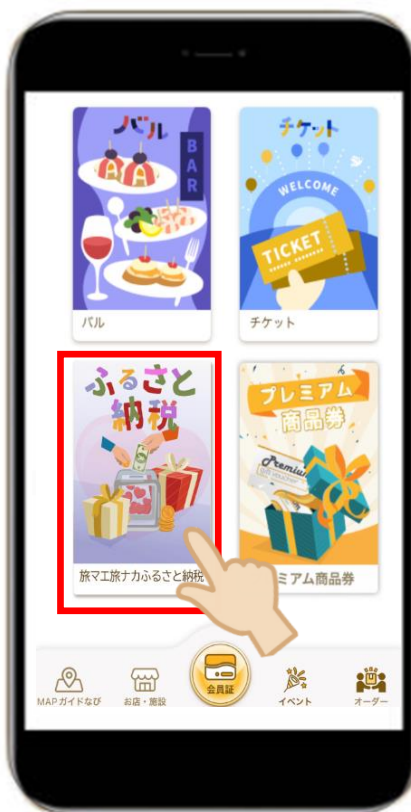 バル
BAR
バル
チケット
WELCOME
TICKET
チケット
ふるさと
納税
旅マエ旅ナカふるさと納税
プレミアム
商品券
Premium
ミアム商品券
MAPガイドなび
お店・施設
会員証
イベント
オーダー